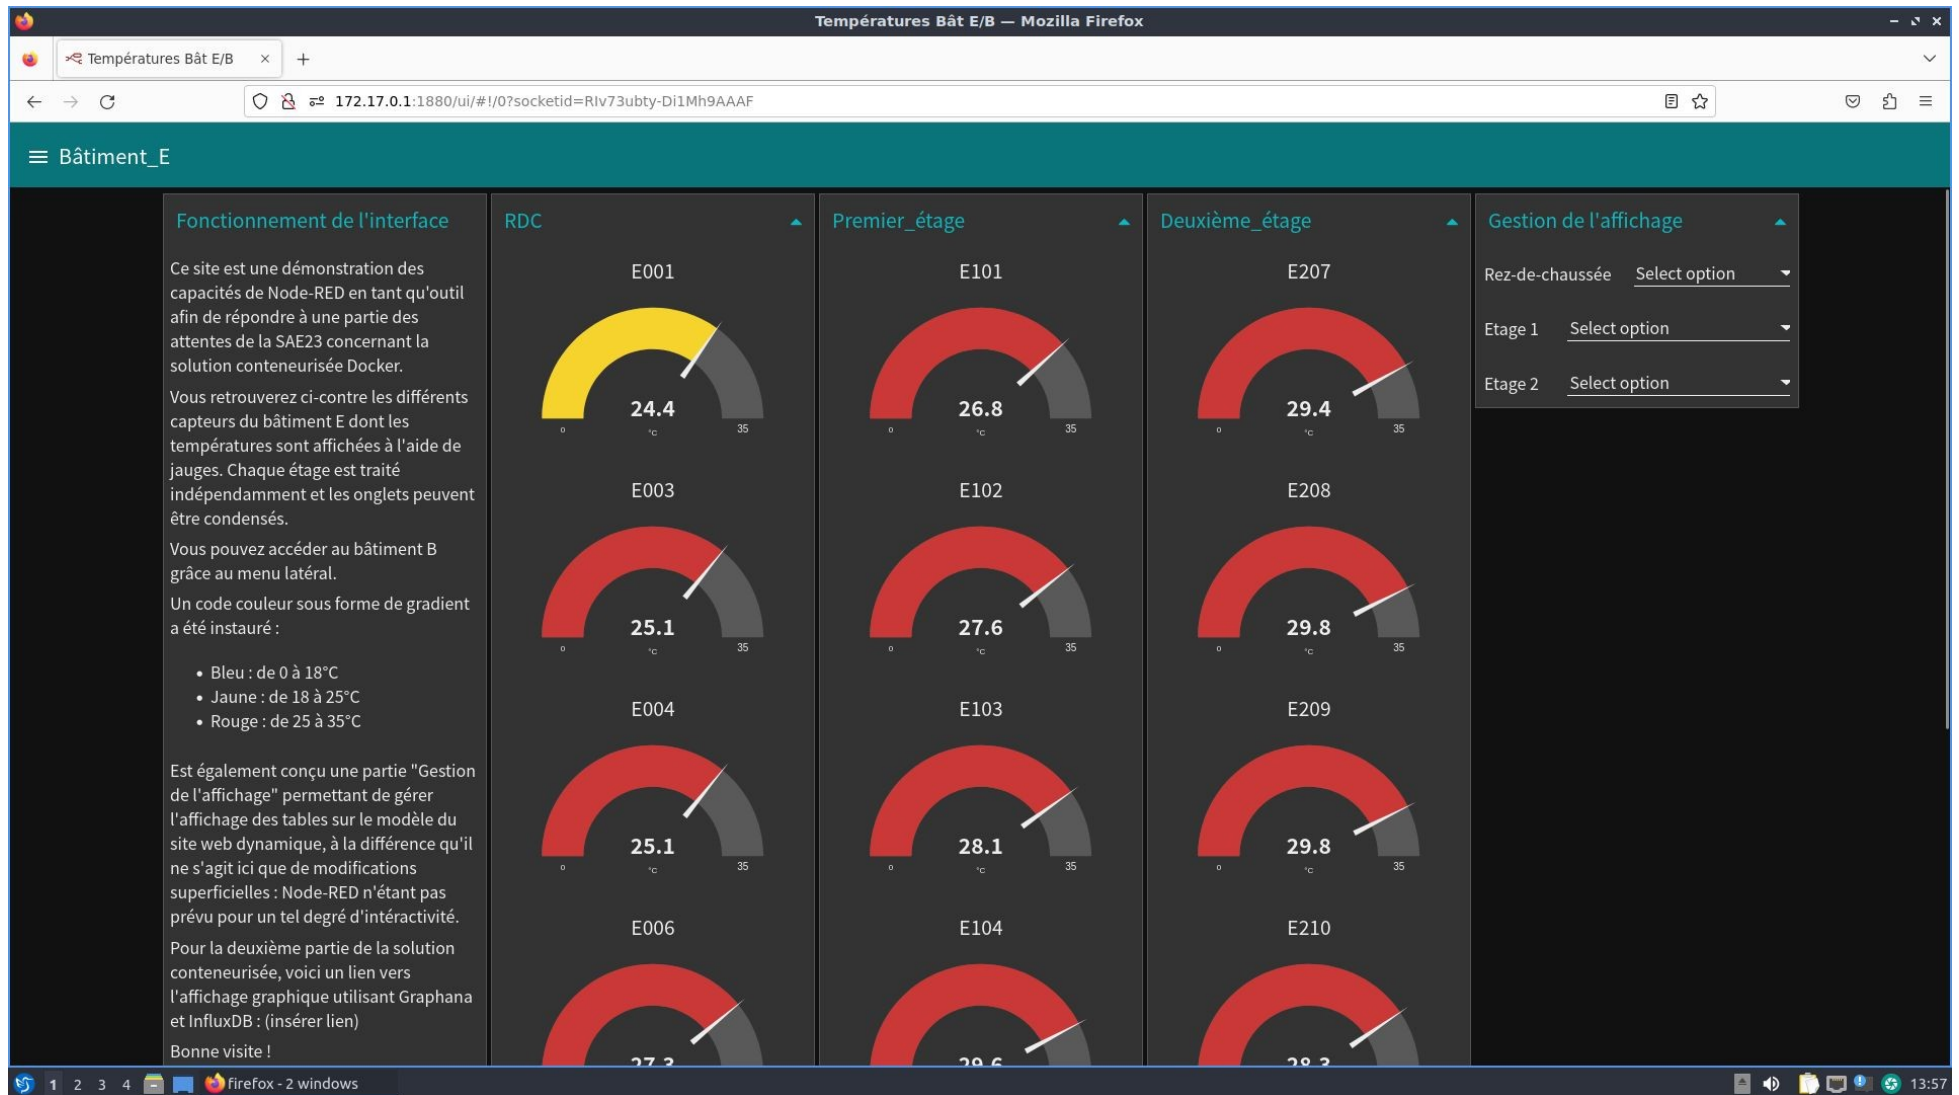 Températures Bât E/B — Mozilla Firefox
Températures Bât E/B
172.17.0.1:1880/ui/#!/0?socketid=RIv73ubty-Di1Mh9AAAF
Bâtiment_E
Fonctionnement de l'interface
Ce site est une démonstration des
capacités de Node-RED en tant qu'outil
afin de répondre à une partie des
attentes de la SAE23 concernant la
solution conteneurisée Docker.
Vous retrouverez ci-contre les différents
capteurs du bâtiment E dont les
températures sont affichées à l'aide de
jauges. Chaque étage est traité
indépendamment et les onglets peuvent
être condensés.
Vous pouvez accéder au bâtiment B
grâce au menu latéral.
Un code couleur sous forme de gradient
a été instauré :
• Bleu : de 0 à 18°C
• Jaune : de 18 à 25°C
• Rouge : de 25 à 35°C
Est également conçu une partie "Gestion
de l'affichage" permettant de gérer
l'affichage des tables sur le modèle du
site web dynamique, à la différence qu'il
ne s'agit ici que de modifications
superficielles : Node-RED n'étant pas
prévu pour un tel degré d'intéractivité.
Pour la deuxième partie de la solution
conteneurisée, voici un lien vers
l'affichage graphique utilisant Graphana
et InfluxDB : (insérer lien)
Bonne visite !
RDC
E001
24.4
0 °C 35
E003
25.1
0 °C 35
E004
25.1
0 °C 35
E006
27.3
Premier_étage
E101
26.8
0 °C 35
E102
27.6
0 °C 35
E103
28.1
0 °C 35
E104
29.6
Deuxième_étage
E207
29.4
0 °C 35
E208
29.8
0 °C 35
E209
29.8
0 °C 35
E210
28.3
Gestion de l'affichage
Rez-de-chaussée Select option
Etage 1 Select option
Etage 2 Select option
1 2 3 4 firefox - 2 windows 13:57